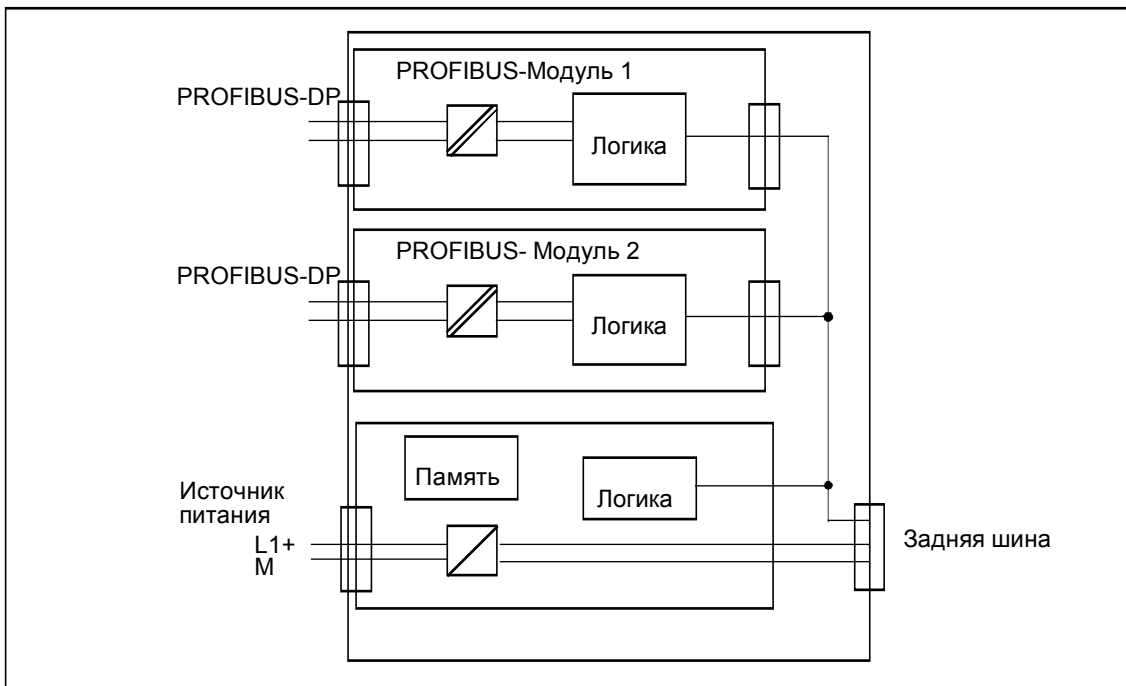 PROFIBUS-Модуль 1
PROFIBUS-DP
Логика
PROFIBUS- Модуль 2
PROFIBUS-DP
Логика
Память
Логика
Источник
питания
L1+
M
Задняя шина